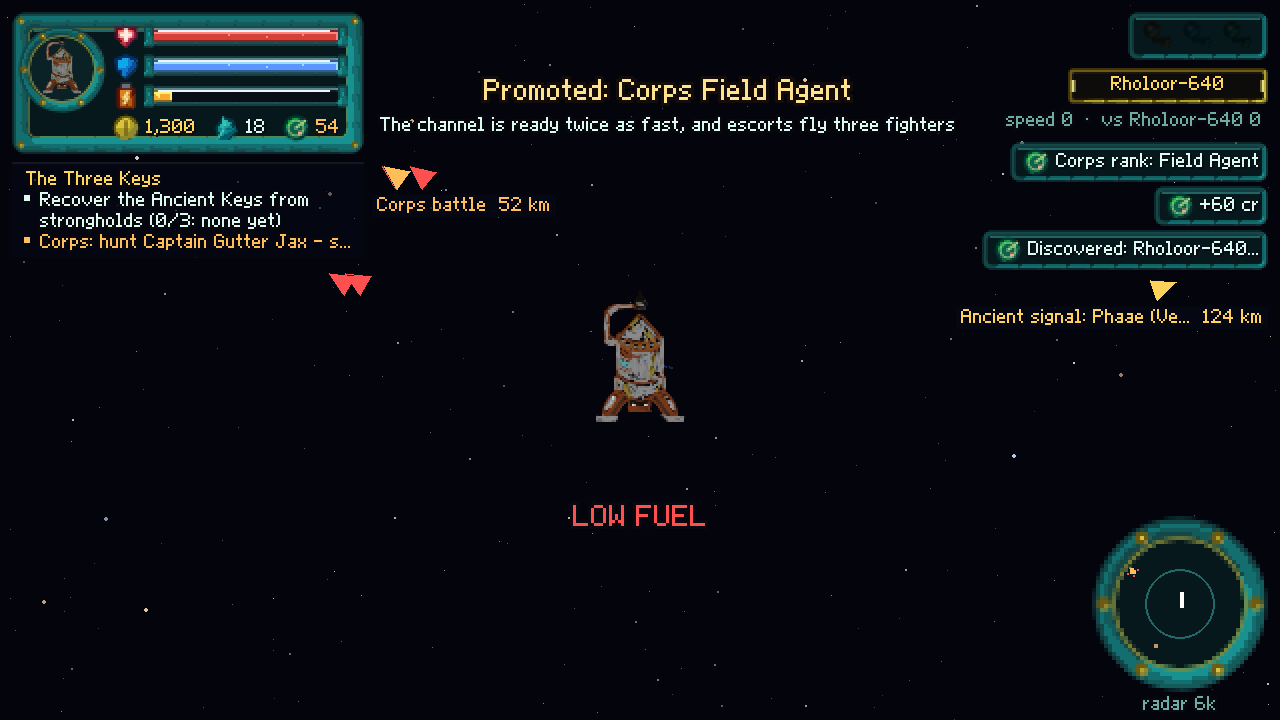 1,300 18 54
The Three Keys
Recover the Ancient Keys from
strongholds (0/3: none yet)
Corps: hunt Captain Gutter Jax - s...
Promoted: Corps Field Agent
The channel is ready twice as fast, and escorts fly three fighters
Corps battle 52 km
Rholoor-640
speed 0 · vs Rholoor-640 0
Corps rank: Field Agent
+60 cr
Discovered: Rholoor-640...
Ancient signal: Phaae (Ve... 124 km
LOW FUEL
radar 6k